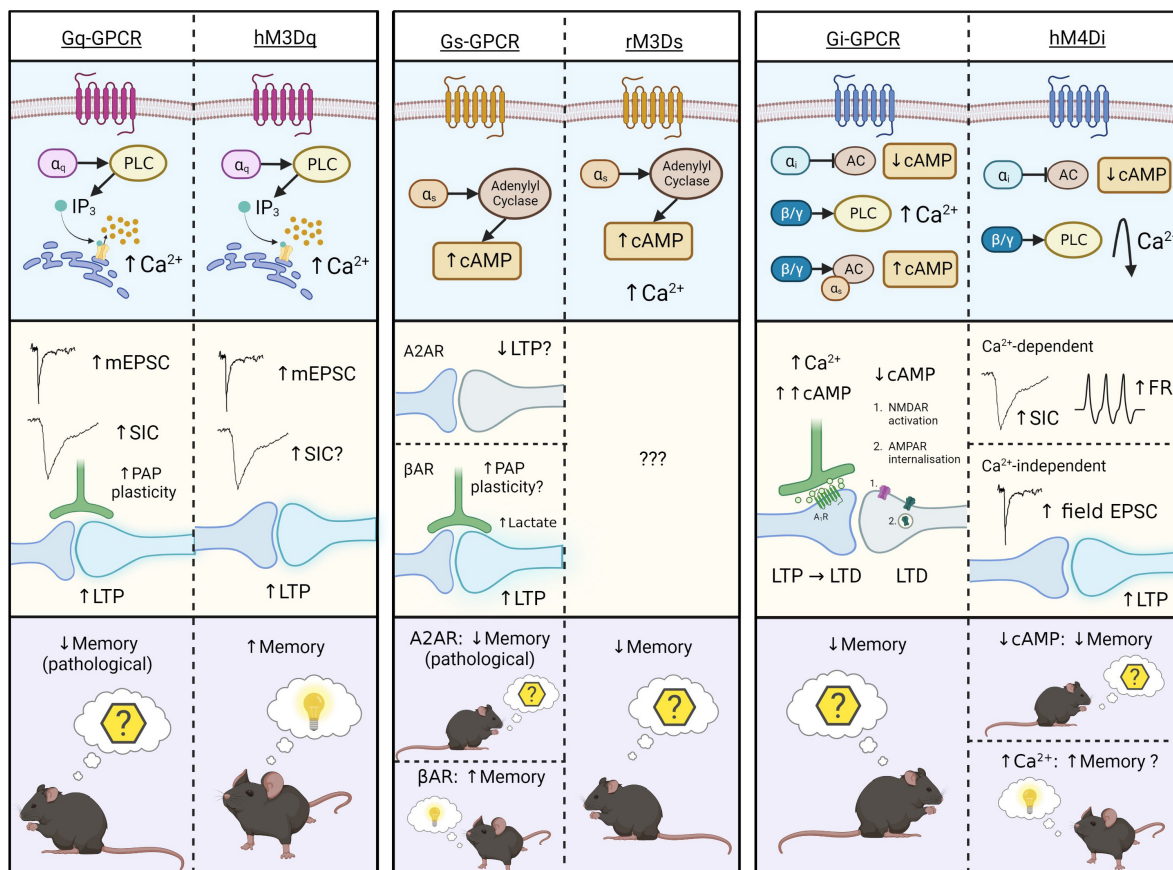 Gq-GPCR
hM3Dq
αq
PLC
IP3
↑Ca2+
αq
PLC
IP3
↑Ca2+
↑mEPSC
↑SIC
↑PAP
plasticity
↑LTP
↑mEPSC
↑SIC?
↑LTP
↓Memory
(pathological)
?
↑Memory
Gs-GPCR
rM3Ds
αs
Adenylyl
Cyclase
↑cAMP
αs
Adenylyl
Cyclase
↑cAMP
↑Ca2+
A2AR
↓LTP?
βAR
↑PAP
plasticity?
↑Lactate
↑LTP
???
A2AR: ↓Memory
(pathological)
?
βAR: ↑Memory
↓Memory
?
Gi-GPCR
hM4Di
αi
AC
↓cAMP
β/γ
PLC
↑Ca2+
β/γ
AC
αs
↑cAMP
αi
AC
↓cAMP
β/γ
PLC
Ca2
↑Ca2+
↑↑cAMP
↓cAMP
1. NMDAR
activation
2. AMPAR
internalisation
1.
2.
A1R
LTP → LTD
LTD
Ca2+-dependent
↑SIC
↑FR
Ca2+-independent
↑ field EPSC
↑LTP
↓Memory
?
↓cAMP: ↓Memory
?
↑Ca2+: ↑Memory ?